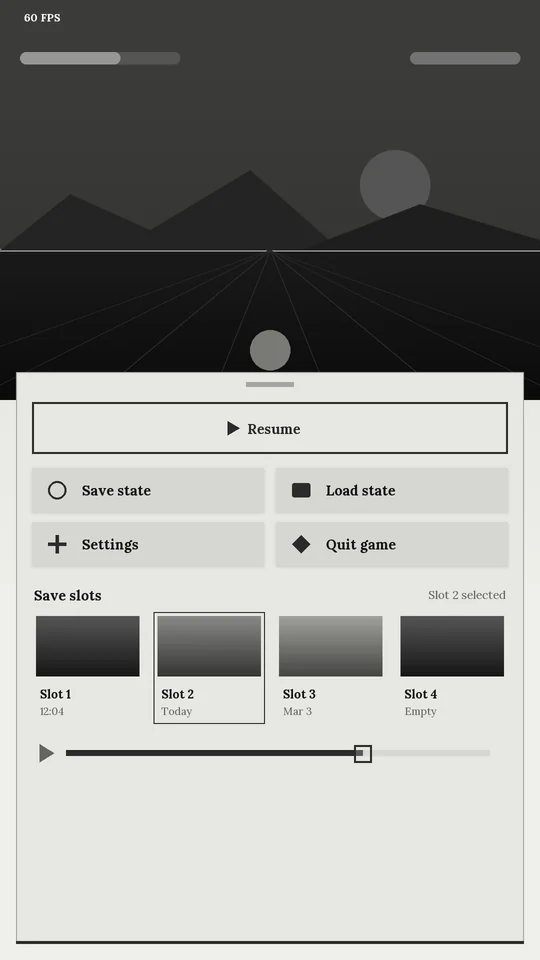 60 FPS
Resume
Save state
Load state
Settings
Quit game
Save slots
Slot 2 selected
Slot 1
12:04
Slot 2
Today
Slot 3
Mar 3
Slot 4
Empty